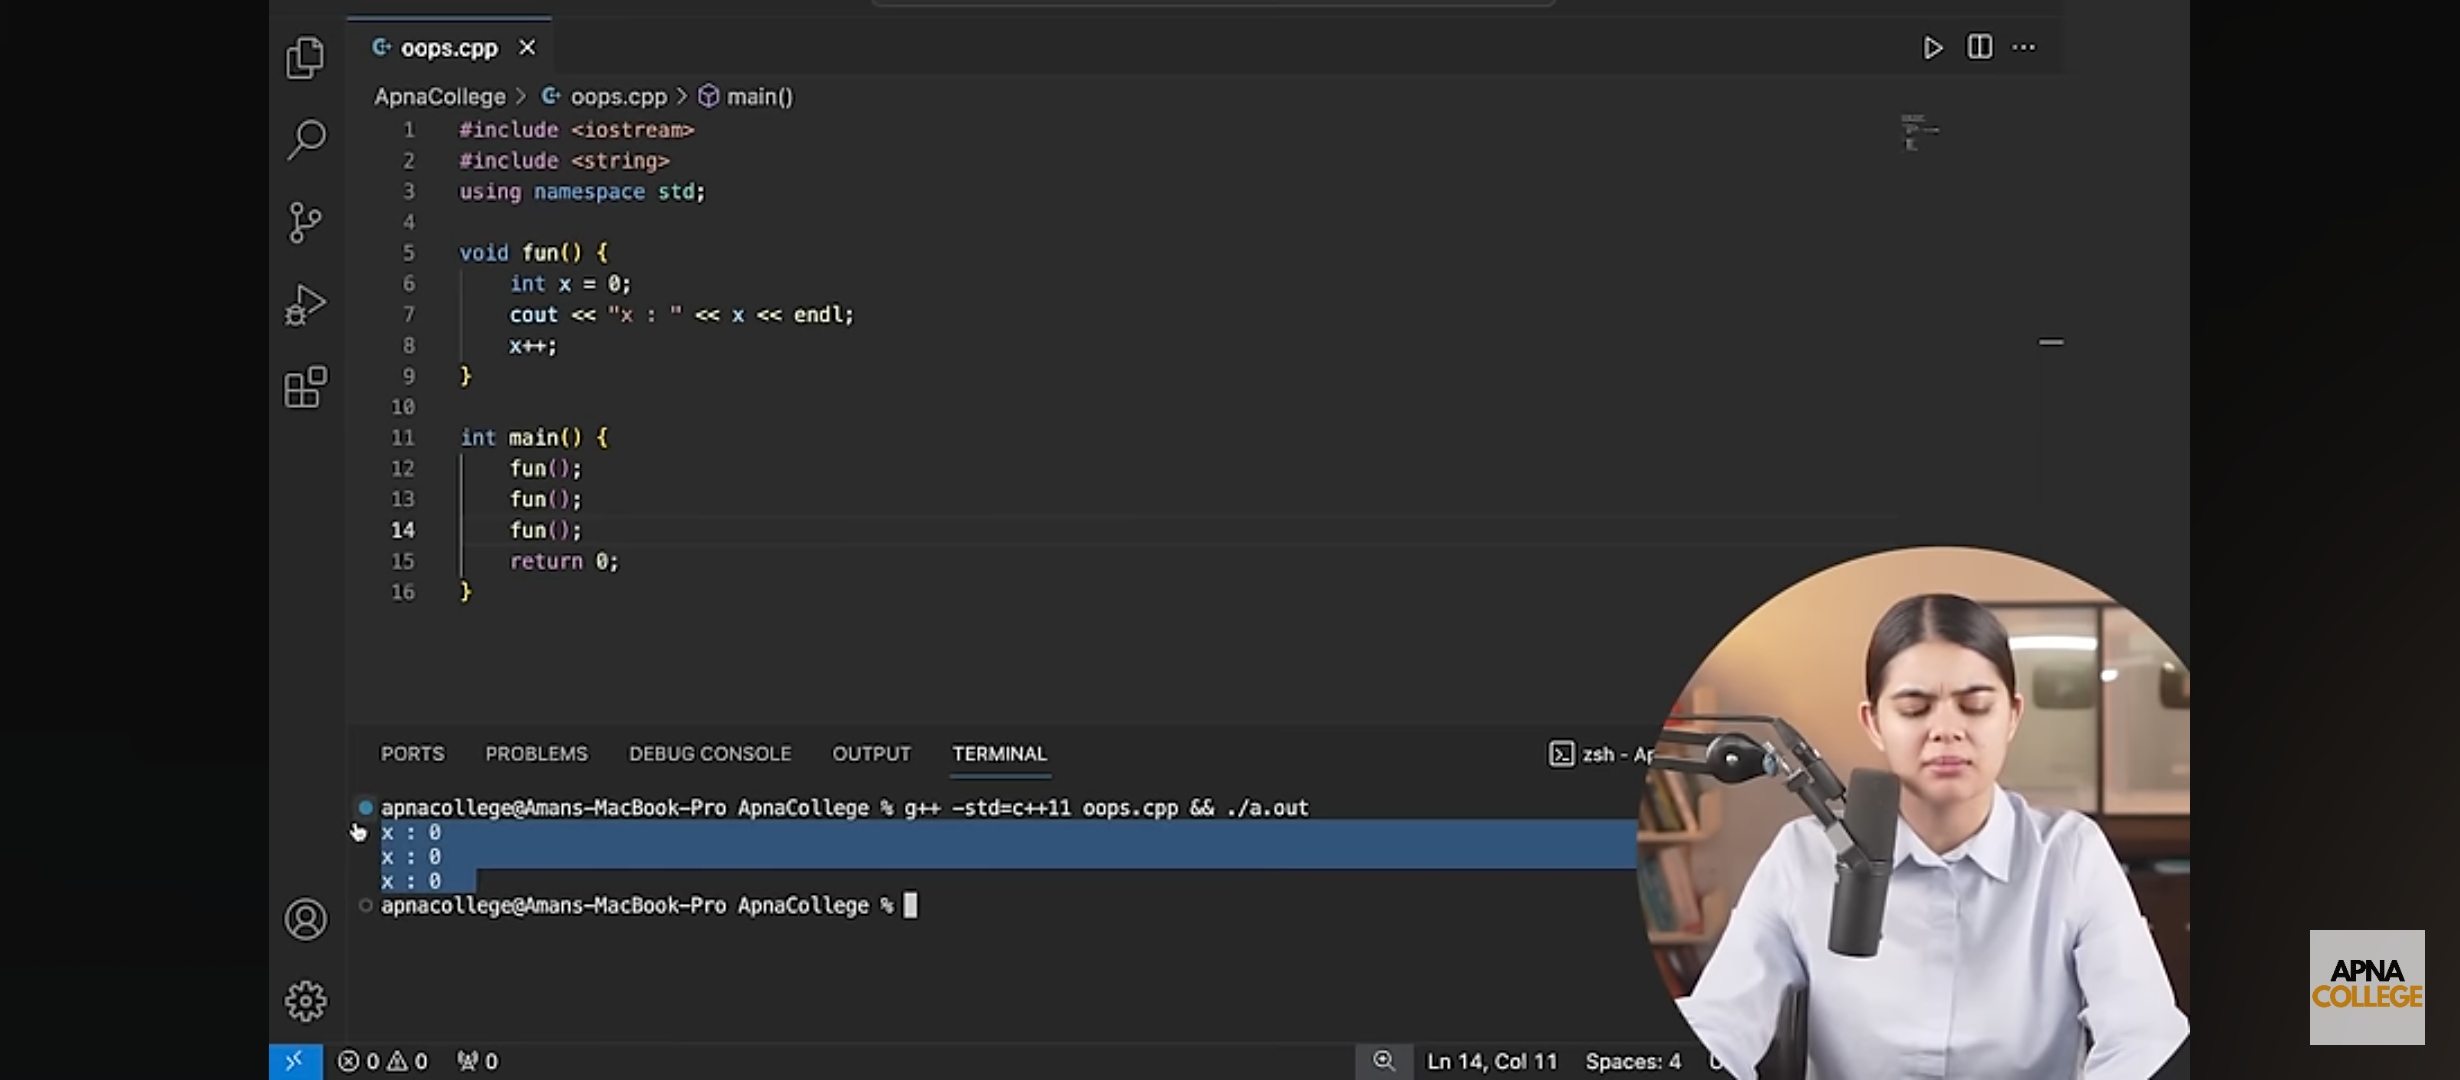 oops.cpp
ApnaCollege > oops.cpp > main()
1 #include <iostream>
2 #include <string>
3 using namespace std;
4
5 void fun() {
6 int x = 0;
7 cout << "x : " << x << endl;
8 x++;
9 }
10
11 int main() {
12 fun();
13 fun();
14 fun();
15 return 0;
16 }
PORTS PROBLEMS DEBUG CONSOLE OUTPUT TERMINAL zsh -
apnacollege@Amans-MacBook-Pro ApnaCollege % g++ -std=c++11 oops.cpp && ./a.out
x : 0
x : 0
x : 0
apnacollege@Amans-MacBook-Pro ApnaCollege %
0 0 0 Ln 14, Col 11 Spaces: 4
APNA
COLLEGE